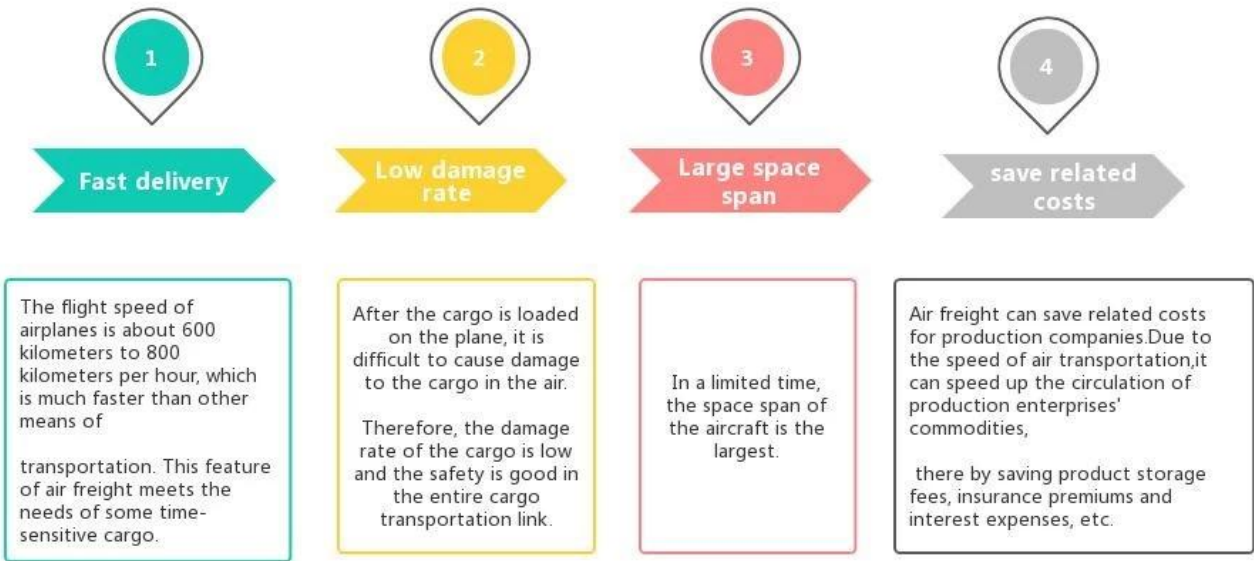 1
Fast delivery
The flight speed of
airplanes is about 600
kilometers to 800
kilometers per hour, which
is much faster than other
means of
transportation. This feature
of air freight meets the
needs of some time-
sensitive cargo.
2
Low damage
rate
After the cargo is loaded
on the plane, it is
difficult to cause damage
to the cargo in the air.
Therefore, the damage
rate of the cargo is low
and the safety is good in
the entire cargo
transportation link.
3
Large space
span
In a limited time,
the space span of
the aircraft is the
largest.
4
save related
costs
Air freight can save related costs
for production companies.Due to
the speed of air transportation,it
can speed up the circulation of
production enterprises'
commodities,
there by saving product storage
fees, insurance premiums and
interest expenses, etc.